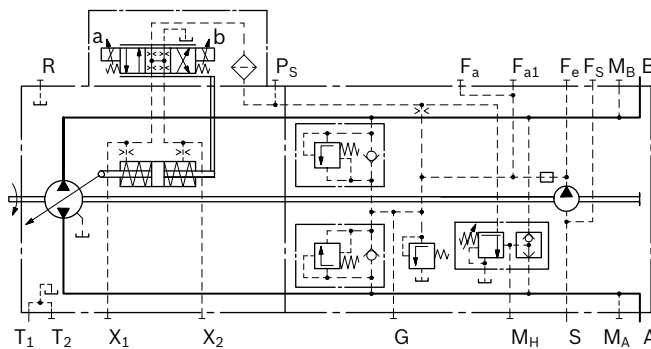 a b
R P_S F_a F_a1 F_e F_S M_B B
T_1 T_2 X_1 X_2 G M_H S M_A A